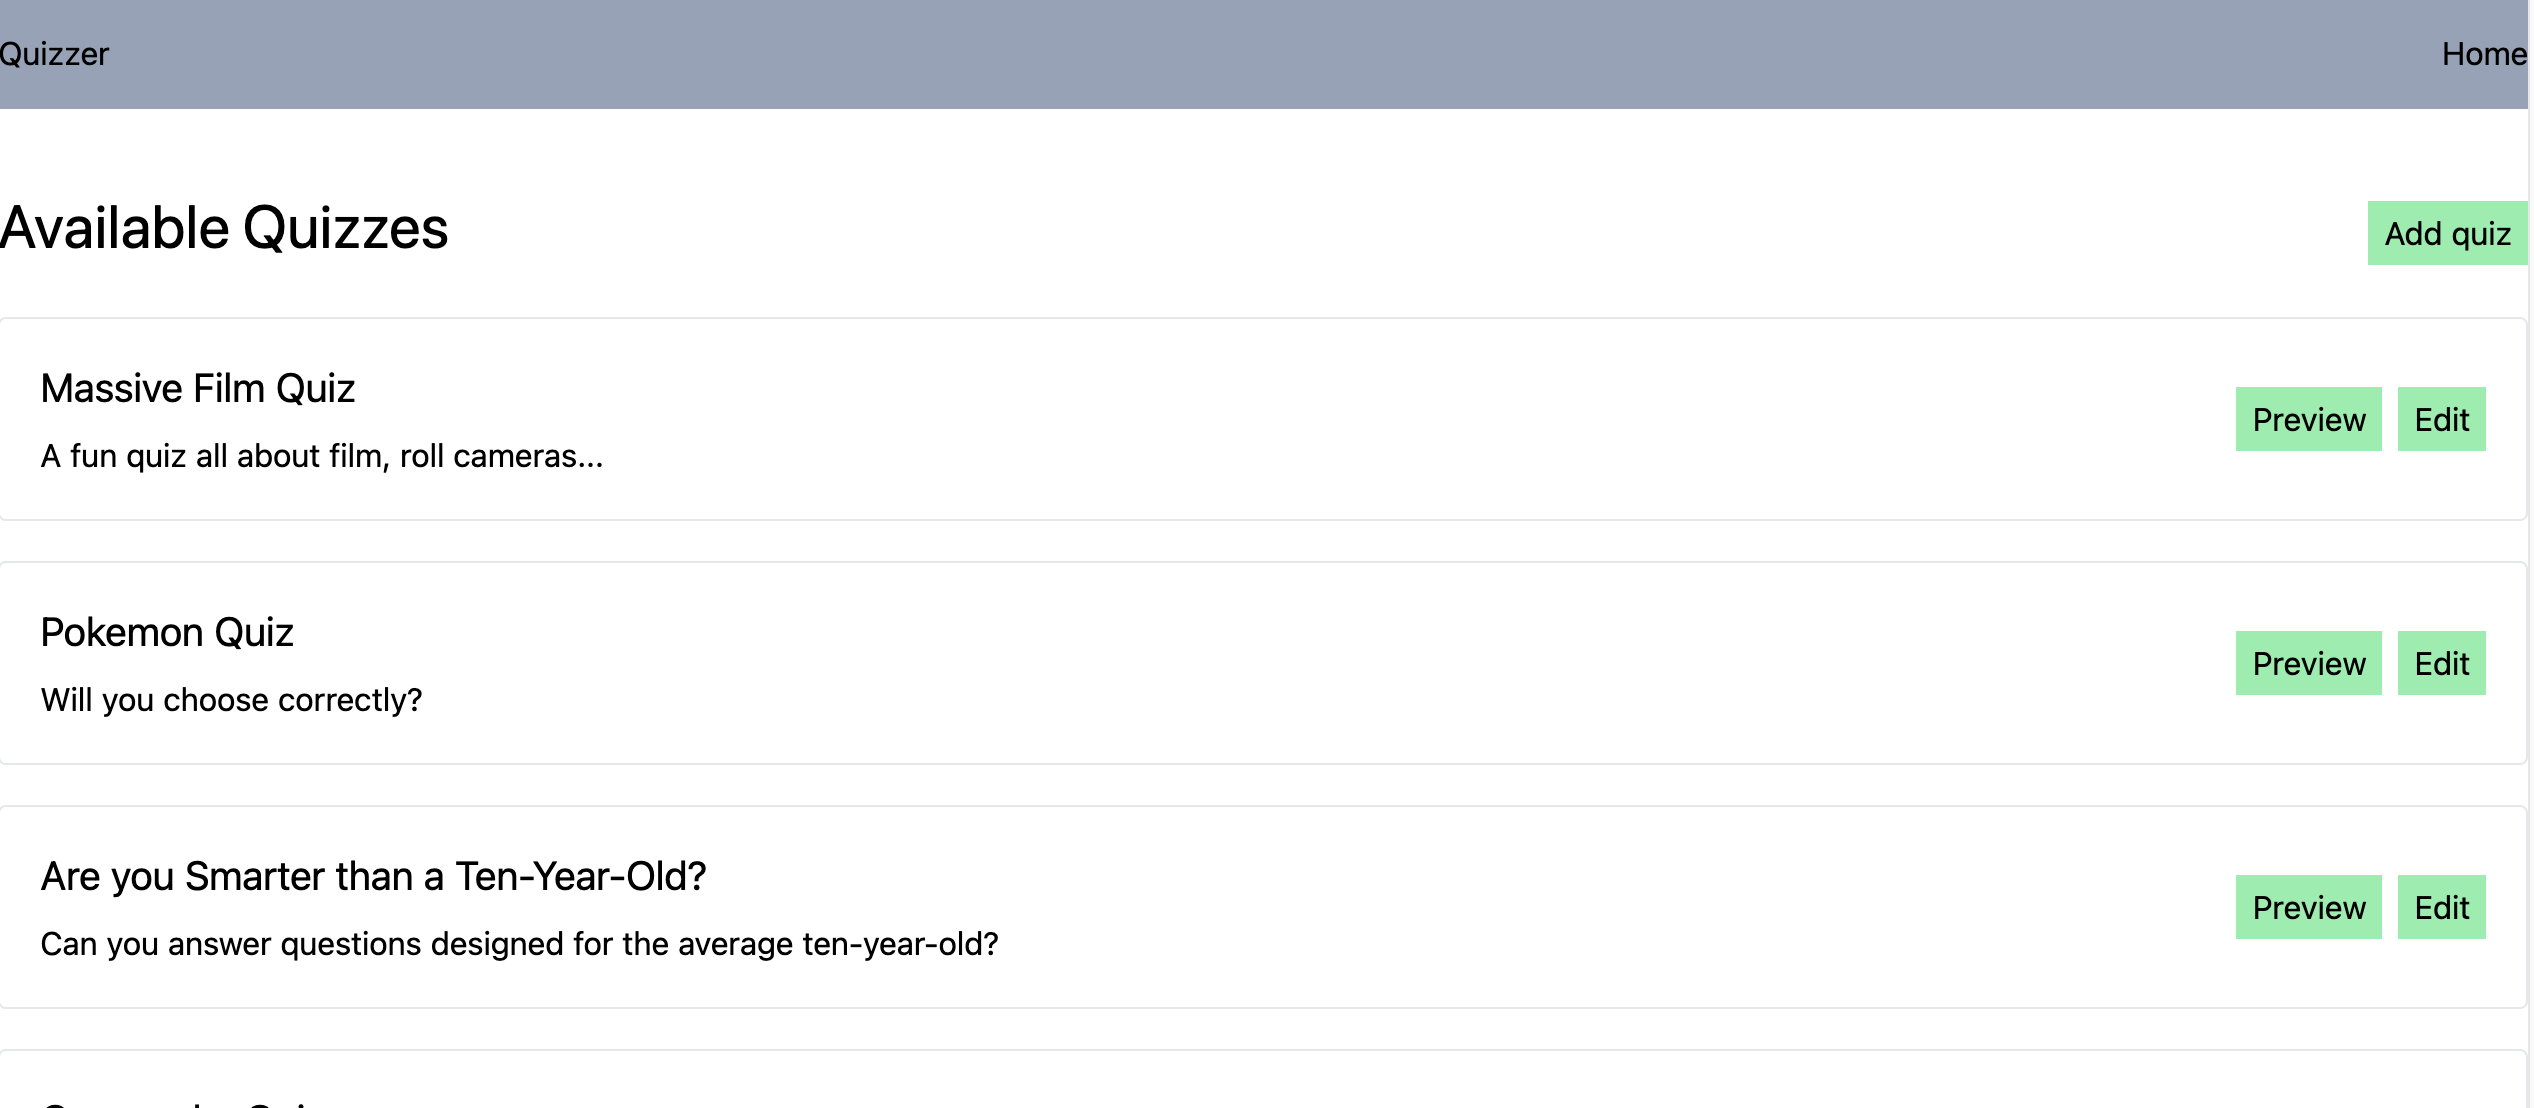 Quizzer Home
Available Quizzes Add quiz
Massive Film Quiz
Preview Edit
A fun quiz all about film, roll cameras...
Pokemon Quiz
Preview Edit
Will you choose correctly?
Are you Smarter than a Ten-Year-Old?
Preview Edit
Can you answer questions designed for the average ten-year-old?